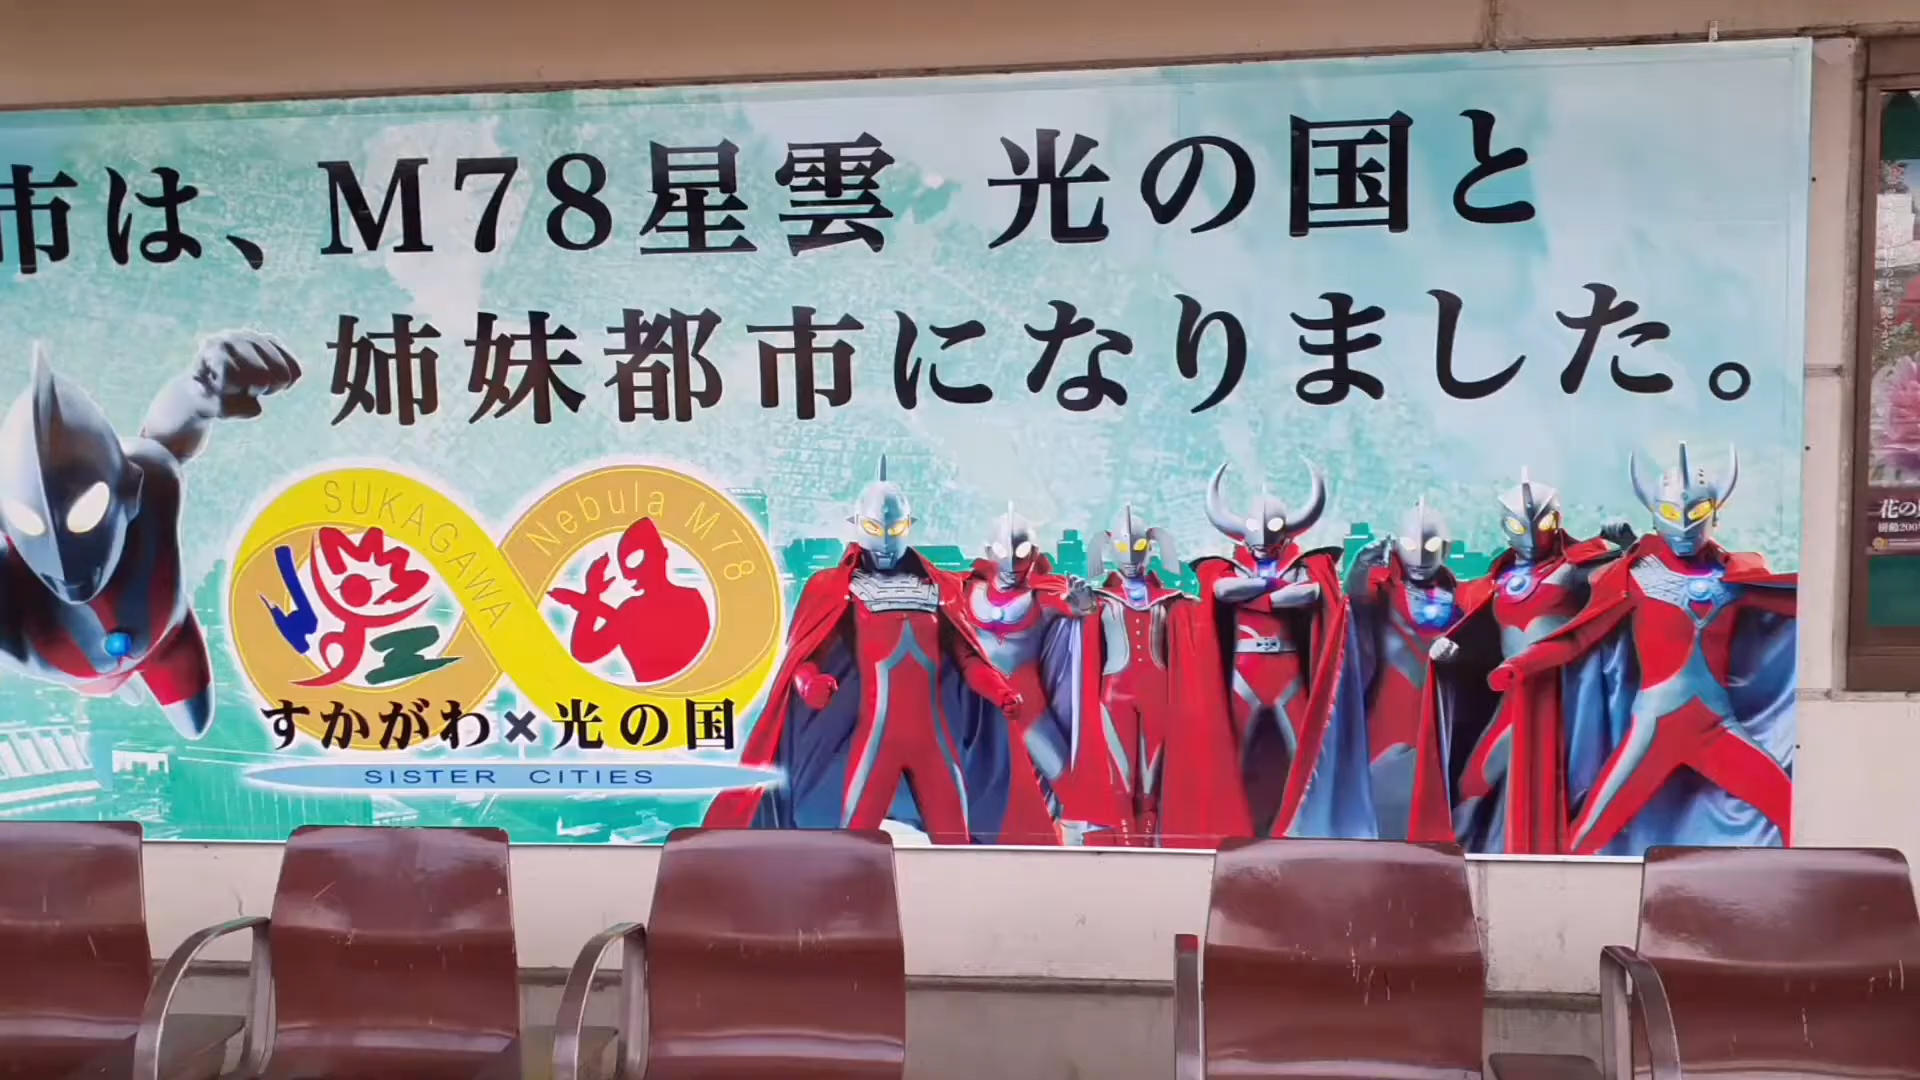 市は、M78星雲 光の国と
姉妹都市になりました。
SUKAGAWA
Nebula M78
すかがわ×光の国
SISTER CITIES